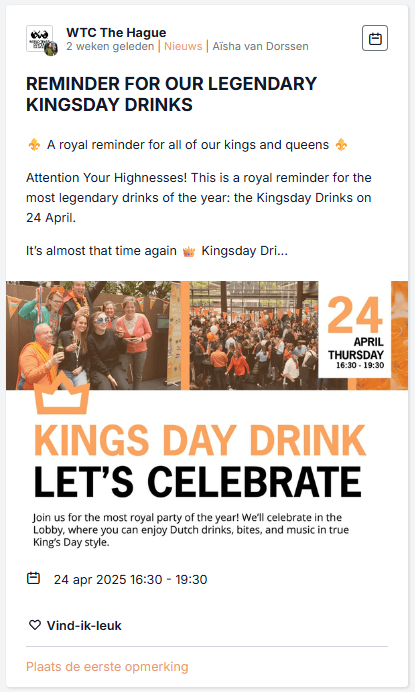 WTC The Hague
2 weken geleden | Nieuws | Aïsha van Dorssen
REMINDER FOR OUR LEGENDARY
KINGSDAY DRINKS
⚜️ A royal reminder for all of our kings and queens ⚜️
Attention Your Highnesses! This is a royal reminder for the
most legendary drinks of the year: the Kingsday Drinks on
24 April.
It's almost that time again 👑 Kingsday Dri...
24
APRIL
THURSDAY
16:30 - 19:30
KINGS DAY DRINK
LET'S CELEBRATE
Join us for the most royal party of the year! We'll celebrate in the
Lobby, where you can enjoy Dutch drinks, bites, and music in true
King's Day style.
24 apr 2025 16:30 - 19:30
Vind-ik-leuk
Plaats de eerste opmerking